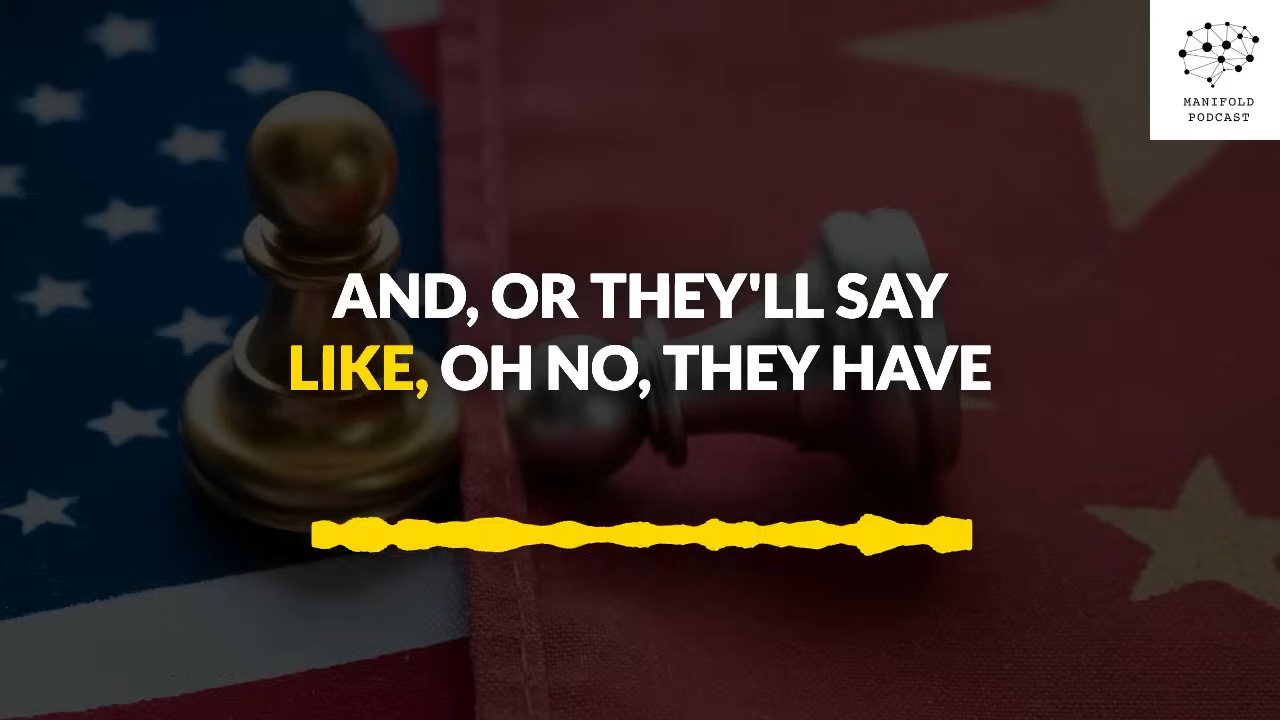 MANIFOLD
PODCAST
AND, OR THEY'LL SAY
LIKE, OH NO, THEY HAVE